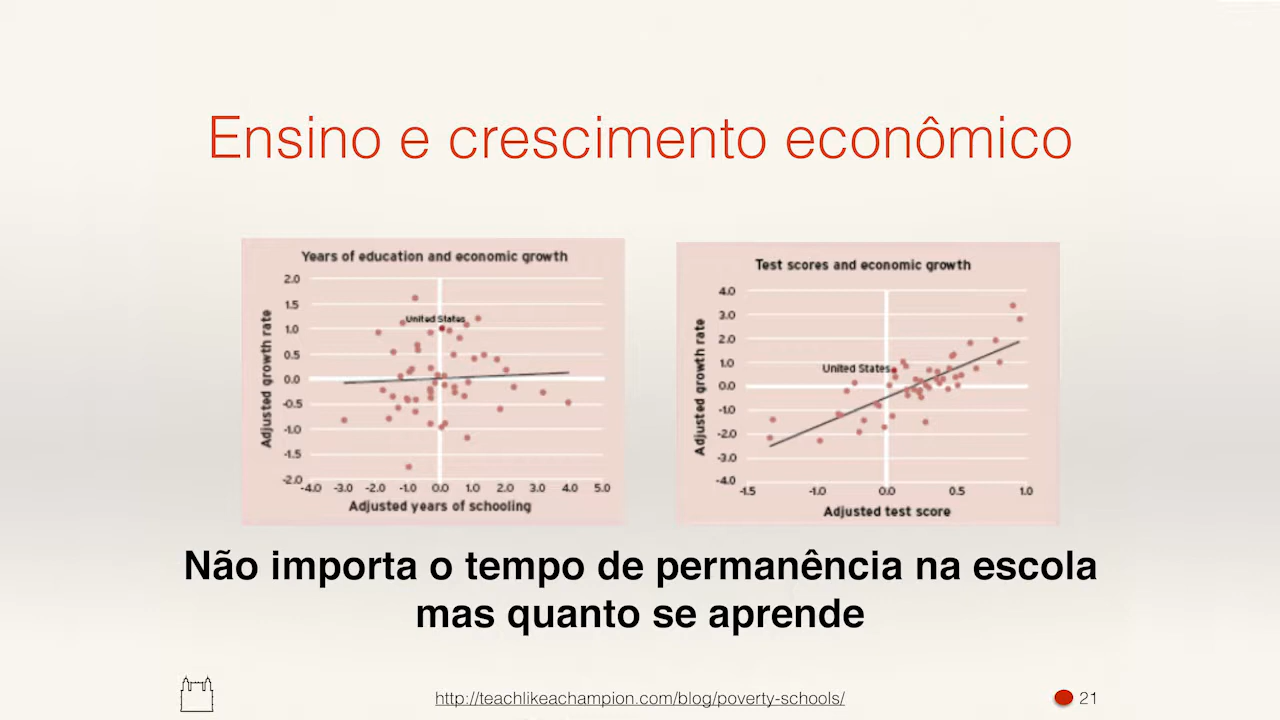 Ensino e crescimento econômico
Years of education and economic growth
2.0
1.5
1.0
0.5
0.0
-0.5
-1.0
-1.5
-2.0
Adjusted growth rate
United States
-4.0 -3.0 -2.0 -1.0 0.0 1.0 2.0 3.0 4.0 5.0
Adjusted years of schooling
Test scores and economic growth
4.0
3.0
2.0
1.0
0.0
-1.0
-2.0
-3.0
-4.0
Adjusted growth rate
United States
-1.5 -1.0 0.0 0.5 1.0
Adjusted test score
Não importa o tempo de permanência na escola
mas quanto se aprende
http://teachlikeachampion.com/blog/poverty-schools/
21